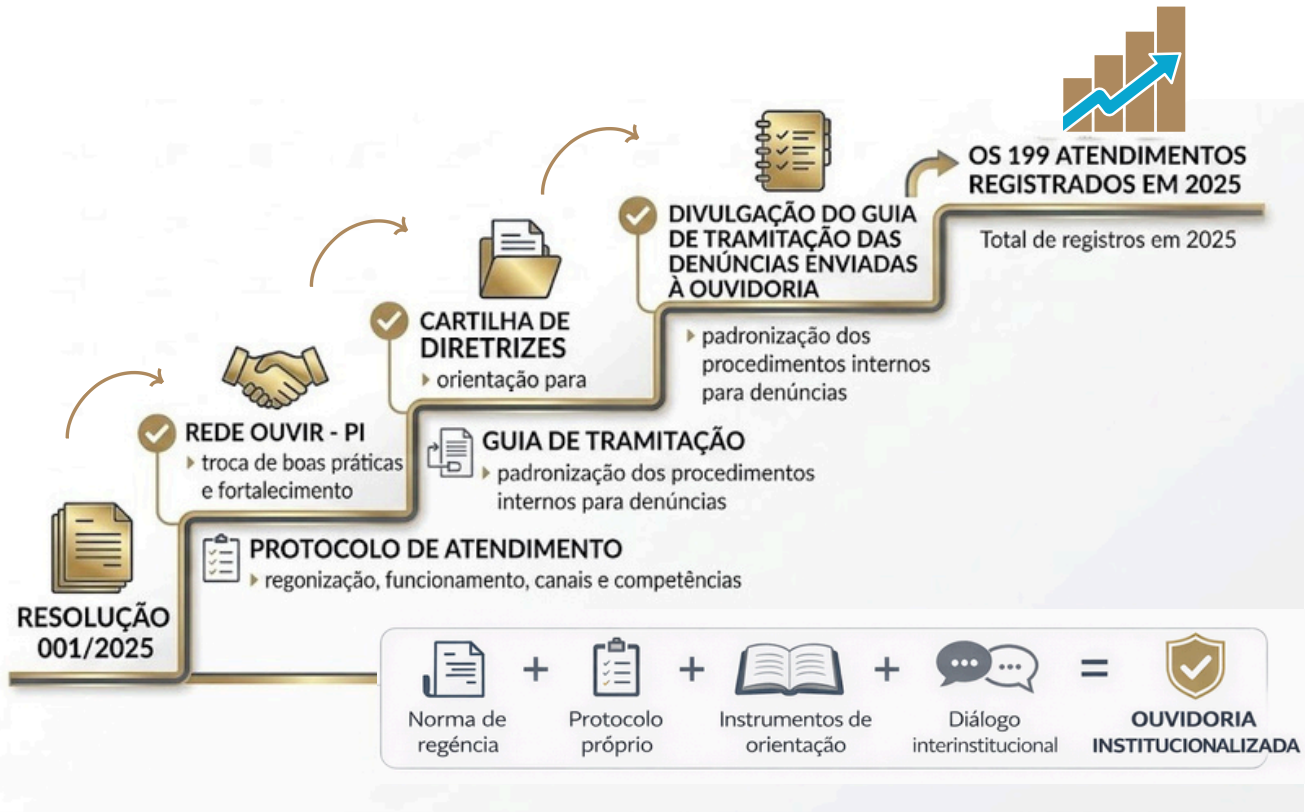 RESOLUÇÃO
001/2025
REDE OUVIR - PI
troca de boas práticas
e fortalecimento
PROTOCOLO DE ATENDIMENTO
regonização, funcionamento, canais e competências
CARTILHA DE
DIRETRIZES
orientação para
GUIA DE TRAMITAÇÃO
padronização dos procedimentos
internos para denúncias
DIVULGAÇÃO DO GUIA
DE TRAMITAÇÃO DAS
DENÚNCIAS ENVIADAS
À OUVIDORIA
padronização dos
procedimentos internos
para denúncias
OS 199 ATENDIMENTOS
REGISTRADOS EM 2025
Total de registros em 2025
Norma de
regéncia
+
Protocolo
próprio
+
Instrumentos de
orientação
+
Diálogo
interinstitucional
=
OUVIDORIA
INSTITUCIONALIZADA